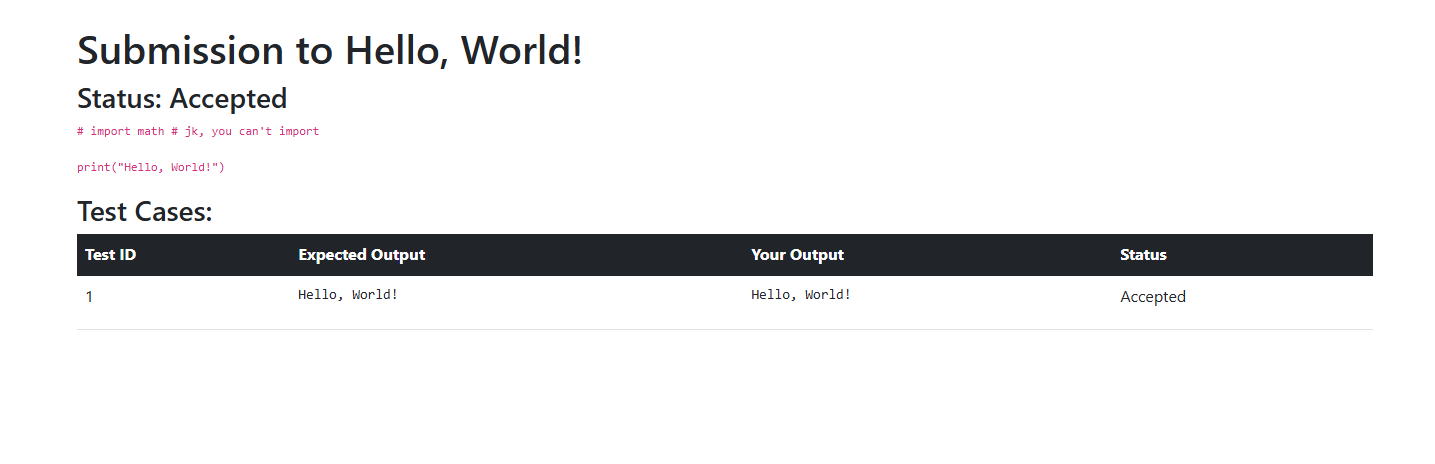 Submission to Hello, World!
Status: Accepted
# import math # jk, you can't import
print("Hello, World!")
Test Cases:
Test ID Expected Output Your Output Status
1 Hello, World! Hello, World! Accepted